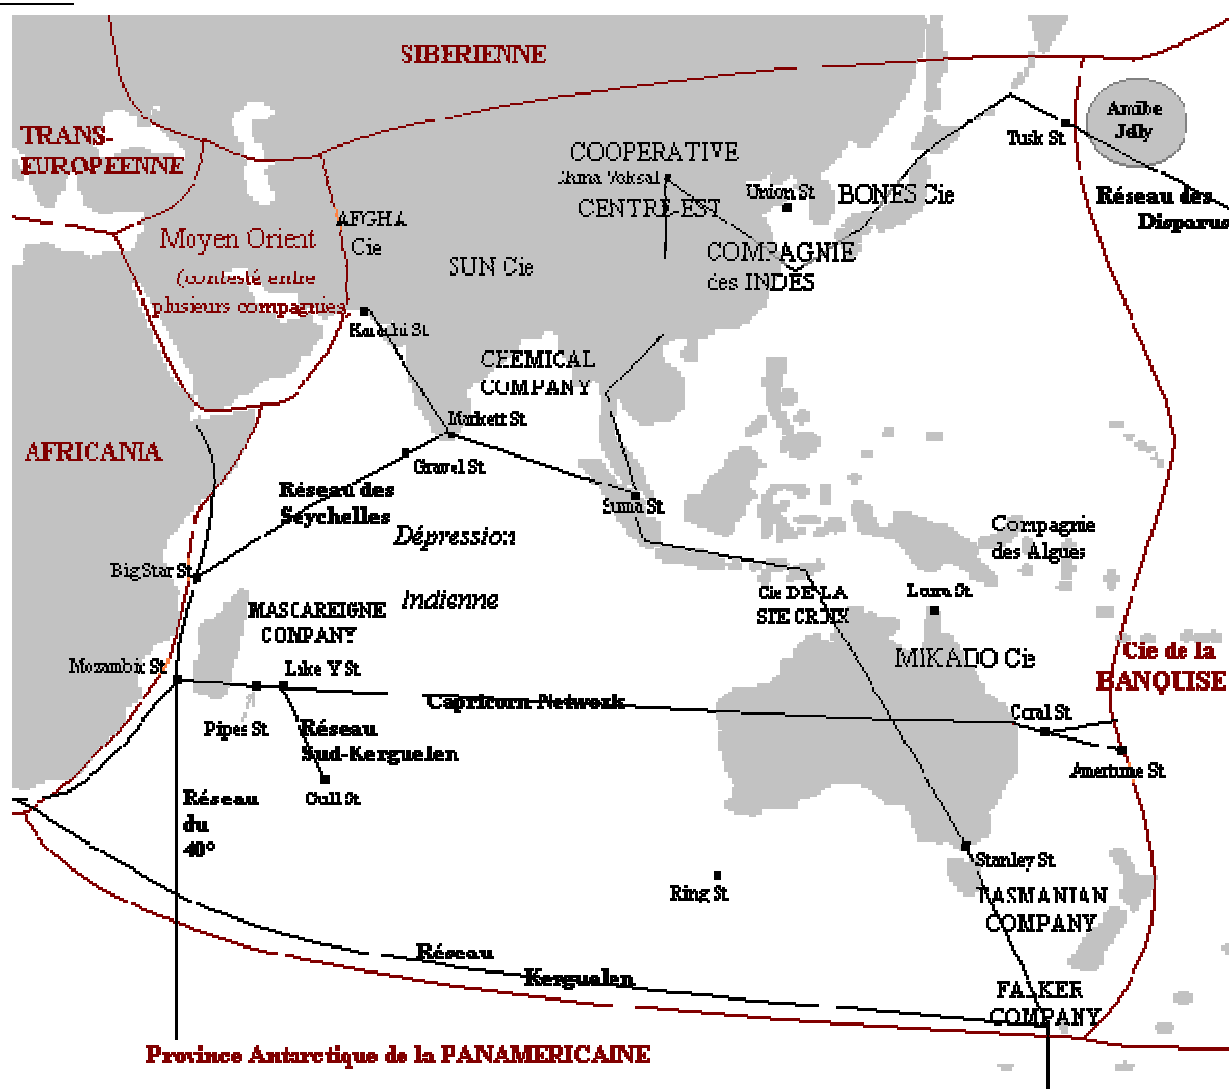 SIBERIENNE
TRANS-
EUROPEENNE
Amibe
Jelly
Tusk St
COOPERATIVE
CENTRE-EST
Union St
BONES Cie
Réseau des
Disparus
Moyen Orient
(contesté entre
plusieurs compagnies
AFGHA
Cie
SUN Cie
COMPAGNIE
des INDES
Karachi St
CHEMICAL
COMPANY
Markett St
Gravel St
AFRICANIA
Réseau des
Seychelles
Suma St
Dépression
Indienne
Compagnie
des Algues
Big Star St
MASCAREIGNE
COMPANY
Cie DE LA
STE CROIX
MIKADO Cie
Cie de la
BANQUISE
Mozambic St
Like Y St
Pipes St
Capricorn Network
Coral St
Réseau
Sud-Kerguelen
Amertume St
Gull St
Réseau
du
40°
Stanley St
Ring St
TASMANIAN
COMPANY
Réseau
Kerguelen
FALKER
COMPANY
Province Antarctique de la PANAMERICAINE